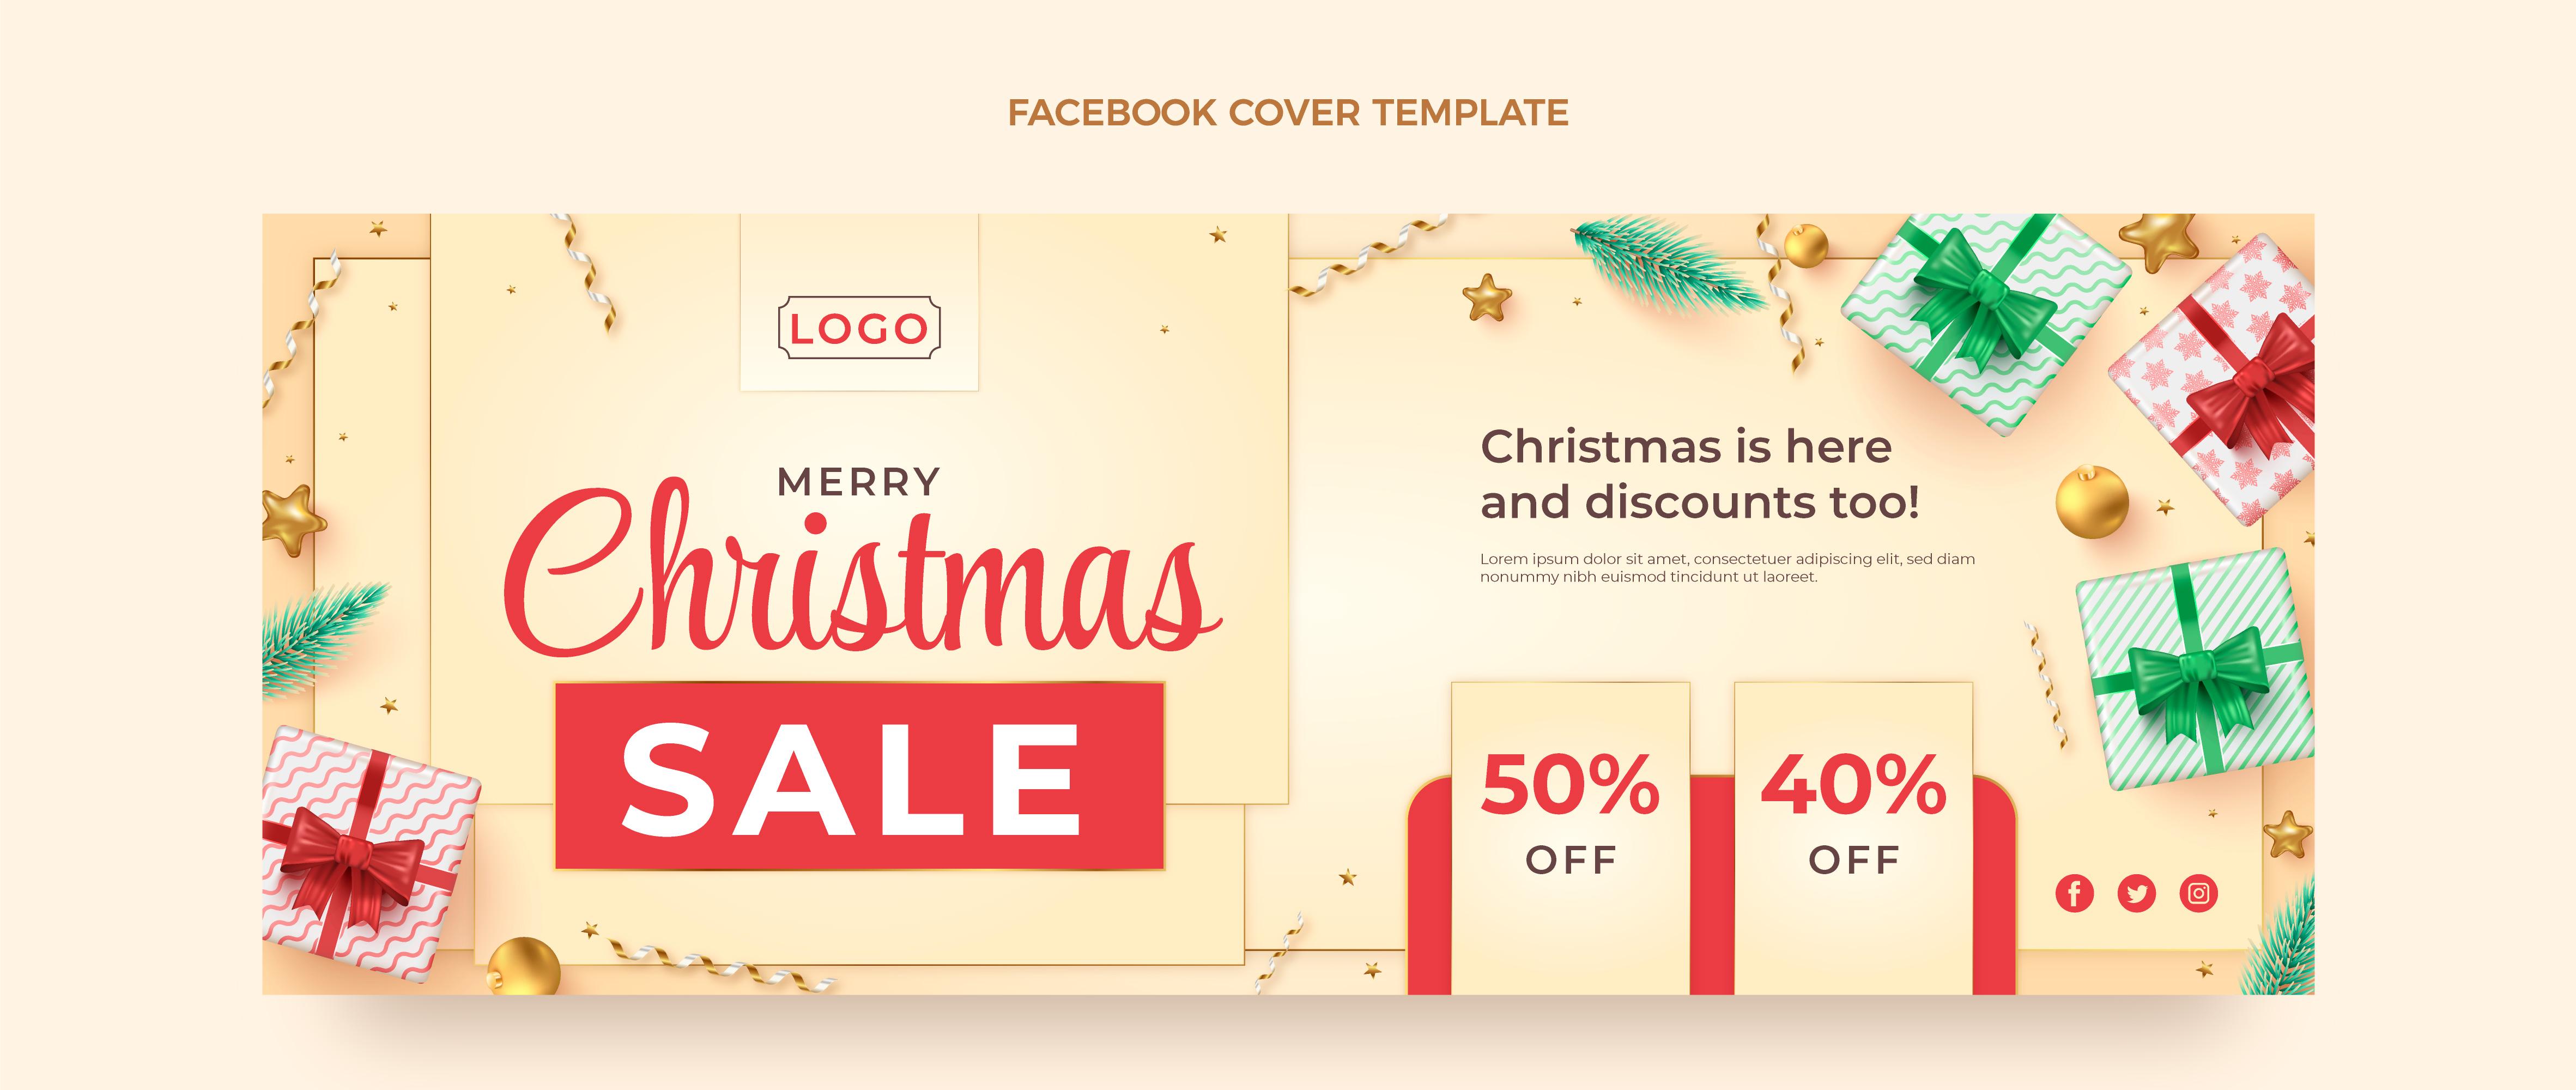 FACEBOOK COVER TEMPLATE
LOGO
MERRY
Christmas
SALE
Christmas is here
and discounts too!
Lorem ipsum dolor sit amet, consectetuer adipiscing elit, sed diam
nonummy nibh euismod tincidunt ut laoreet.
50%
OFF
40%
OFF